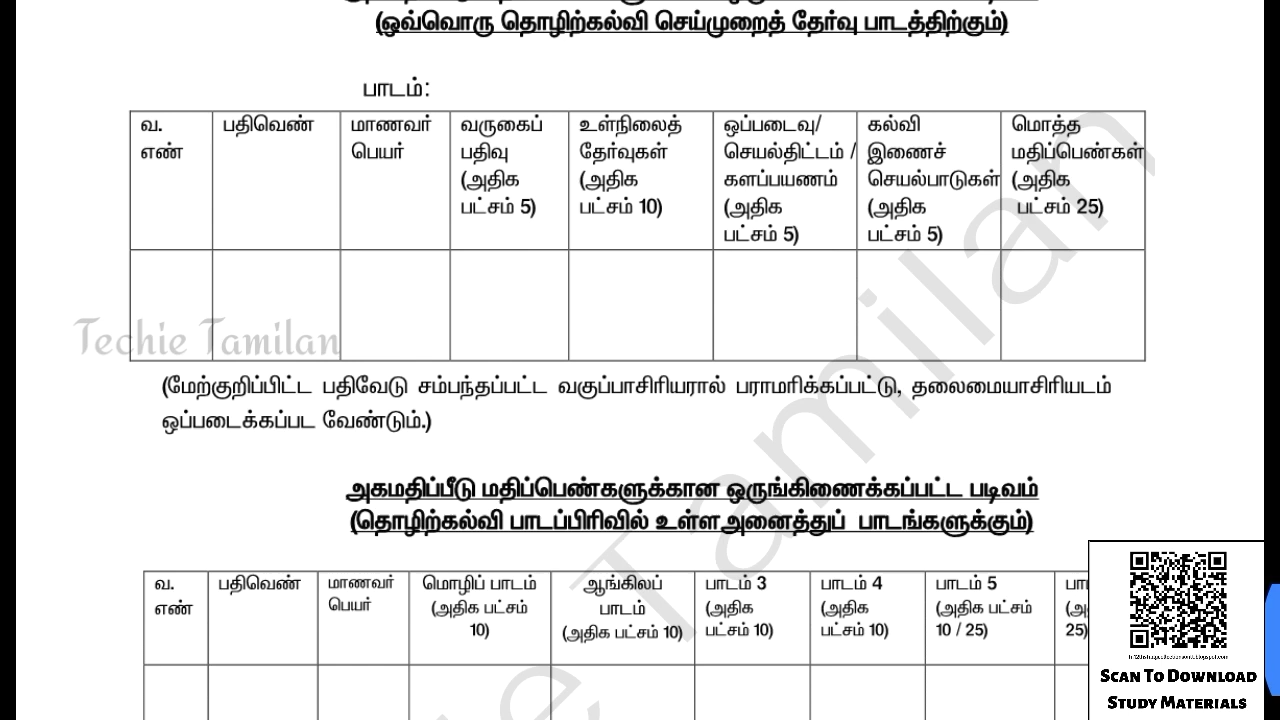 (ஒவ்வொரு தொழிற்கல்வி செய்முறைத் தேர்வு பாடத்திற்கும்)
பாடம்:
வ. எண்
பதிவெண்
மாணவர் பெயர்
வருகைப் பதிவு (அதிக பட்சம் 5)
உள்நிலைத் தேர்வுகள் (அதிக பட்சம் 10)
ஒப்படைவு/ செயல்திட்டம் / களப்பயணம் (அதிக பட்சம் 5)
கல்வி இணைச் செயல்பாடுகள் (அதிக பட்சம் 5)
மொத்த மதிப்பெண்கள் (அதிக பட்சம் 25)
Techie Tamilan
(மேற்குறிப்பிட்ட பதிவேடு சம்பந்தப்பட்ட வகுப்பாசிரியரால் பராமரிக்கப்பட்டு, தலைமையாசிரியடம்
ஒப்படைக்கப்பட வேண்டும்.)
அகமதிப்பீடு மதிப்பெண்களுக்கான ஒருங்கிணைக்கப்பட்ட படிவம்
(தொழிற்கல்வி பாடப்பிரிவில் உள்ளஅனைத்துப் பாடங்களுக்கும்)
வ. எண்
பதிவெண்
மாணவர் பெயர்
மொழிப் பாடம் (அதிக பட்சம் 10)
ஆங்கிலப் பாடம் (அதிக பட்சம் 10)
பாடம் 3 (அதிக பட்சம் 10)
பாடம் 4 (அதிக பட்சம் 10)
பாடம் 5 (அதிக பட்சம் 10 / 25)
25)
Scan To Download
Study Materials